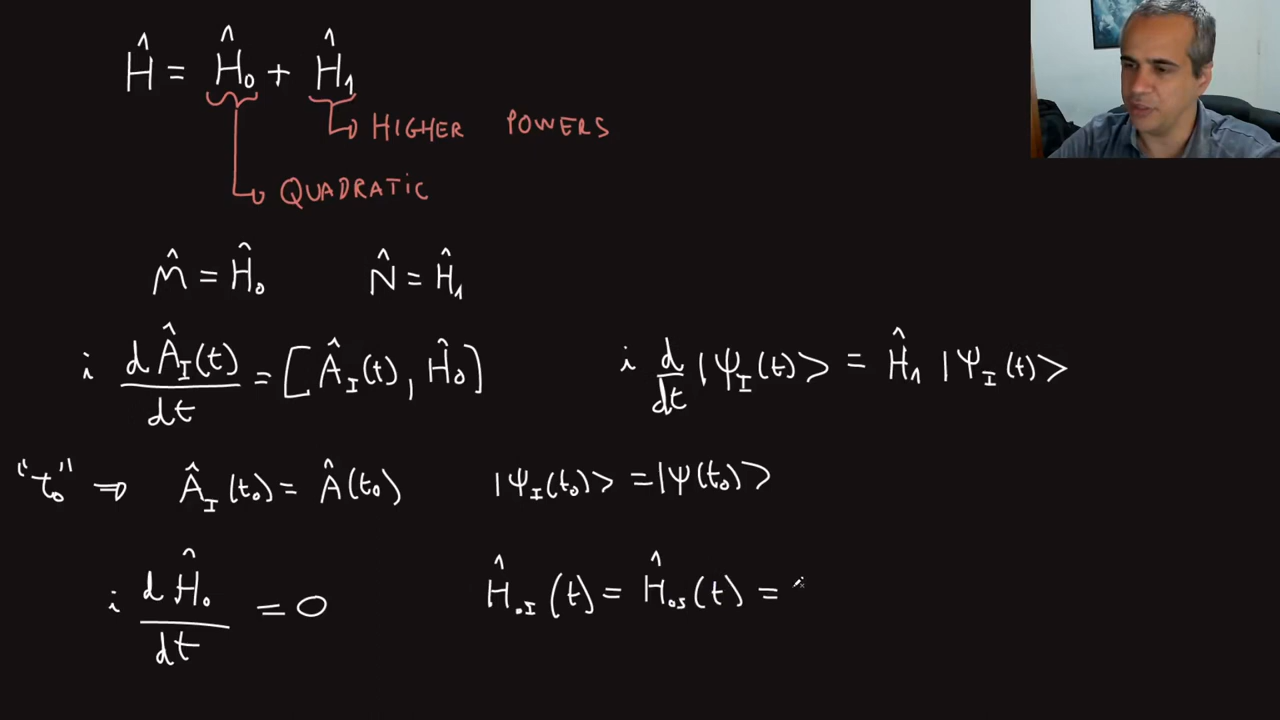 Ĥ = Ĥ₀ + Ĥ₁
HIGHER POWERS
QUADRATIC
M̂ = Ĥ₀ N̂ = Ĥ₁
i dÂ_I(t)/dt = [Â_I(t), Ĥ₀] i d/dt |Ψ_I(t)> = Ĥ₁ |Ψ_I(t)>
"t₀" ⇒ Â_I(t₀) = Â(t₀) |Ψ_I(t₀)> = |Ψ(t₀)>
i dĤ₀/dt = 0 Ĥ₀I(t) = Ĥ₀S(t) =